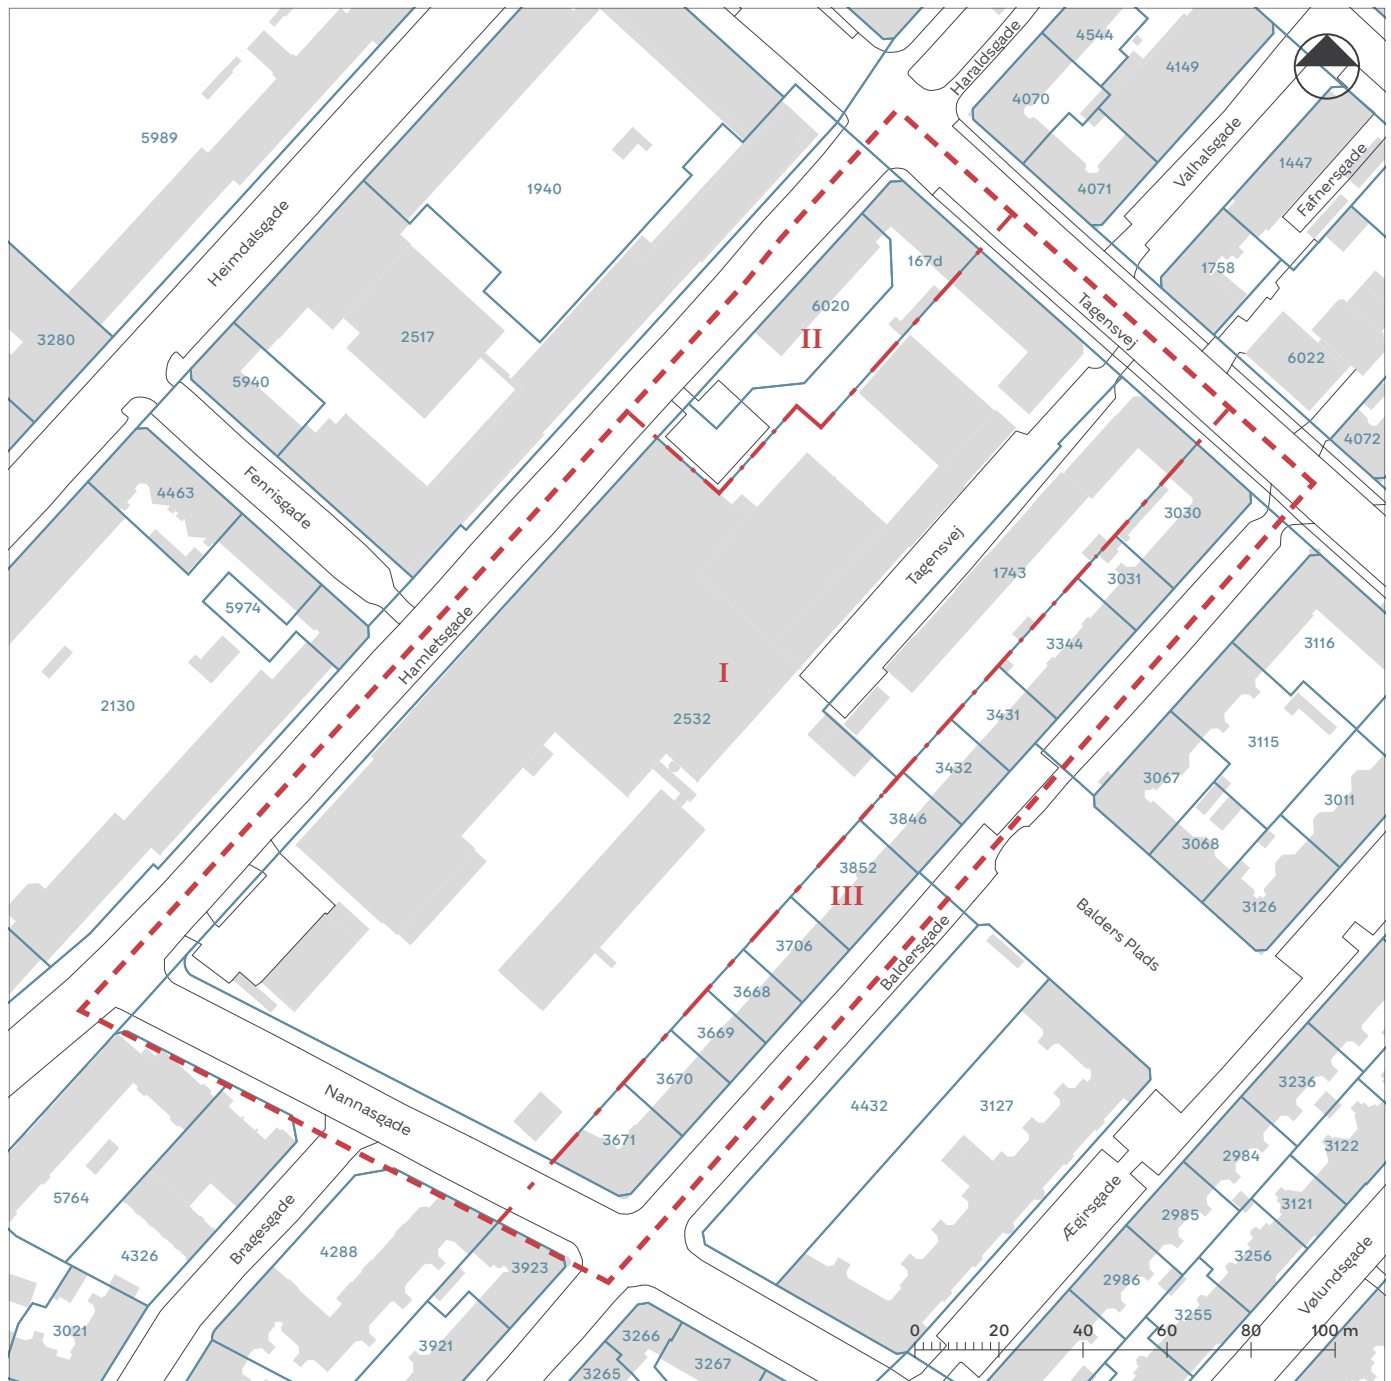 4544
Haraldsgade
4149
4070
5989
Valhalsgade
1447
Fafnersgade
1940
4071
Heimdalsgade
167d
1758
6020
Tagensvej
3280
2517
II
6022
5940
4072
4463
Fenrisgade
3030
Tagensvej
1743
3031
5974
Hamletsgade
3344
3116
I
2130
2532
3431
3115
3432
3067
3011
3846
3068
3852
III
3126
3706
Baldersgade
Balders Plads
3668
3669
3670
3236
Nannasgade
4432
3127
3671
2984
3122
5764
Bragesgade
Ægirsgade
2985
3121
4326
4288
3923
3256
Vølundsgade
2986
3255
3021
3921
3266
3267
3265
0 20 40 60 80 100 m